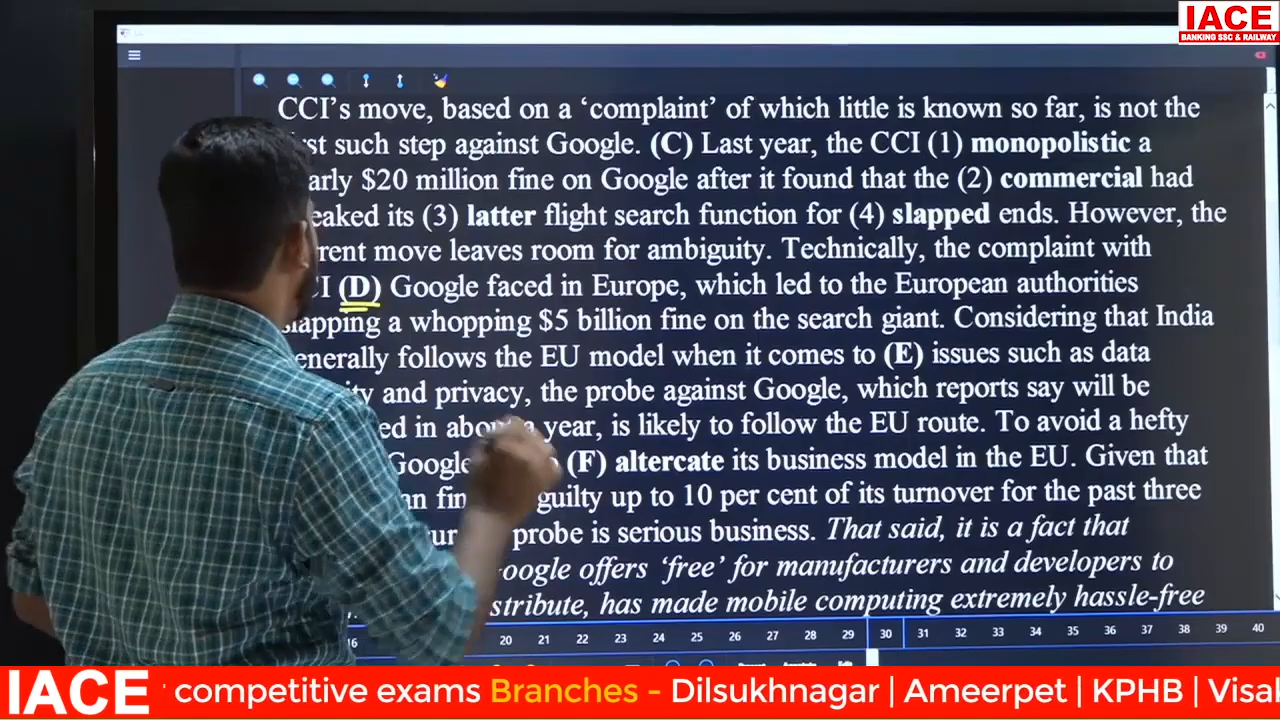 IACE
BANKING SSC & RAILWAY
CCI's move, based on a 'complaint' of which little is known so far, is not the
such step against Google. (C) Last year, the CCI (1) monopolistic a
$20 million fine on Google after it found that the (2) commercial had
its (3) latter flight search function for (4) slapped ends. However, the
move leaves room for ambiguity. Technically, the complaint with
(D) Google faced in Europe, which led to the European authorities
slapping a whopping $5 billion fine on the search giant. Considering that India
follows the EU model when it comes to (E) issues such as data
and privacy, the probe against Google, which reports say will be
in about a year, is likely to follow the EU route. To avoid a hefty
Google (F) altercate its business model in the EU. Given that
guilty up to 10 per cent of its turnover for the past three
probe is serious business. That said, it is a fact that
offers 'free' for manufacturers and developers to
has made mobile computing extremely hassle-free
16 20 21 22 23 24 25 26 27 28 29 30 31 32 33 34 35 36 37 38 39 40
IACE competitive exams Branches - Dilsukhnagar | Ameerpet | KPHB |